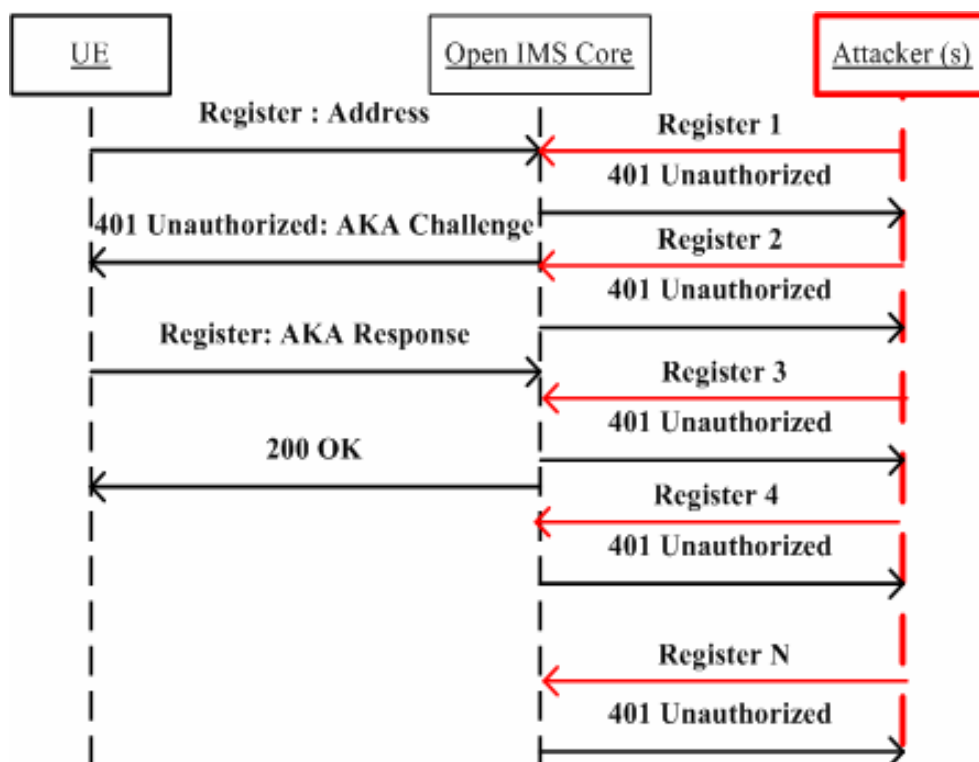 UE
Open IMS Core
Attacker (s)
Register : Address
Register 1
401 Unauthorized
401 Unauthorized: AKA Challenge
Register 2
401 Unauthorized
Register: AKA Response
Register 3
401 Unauthorized
200 OK
Register 4
401 Unauthorized
Register N
401 Unauthorized